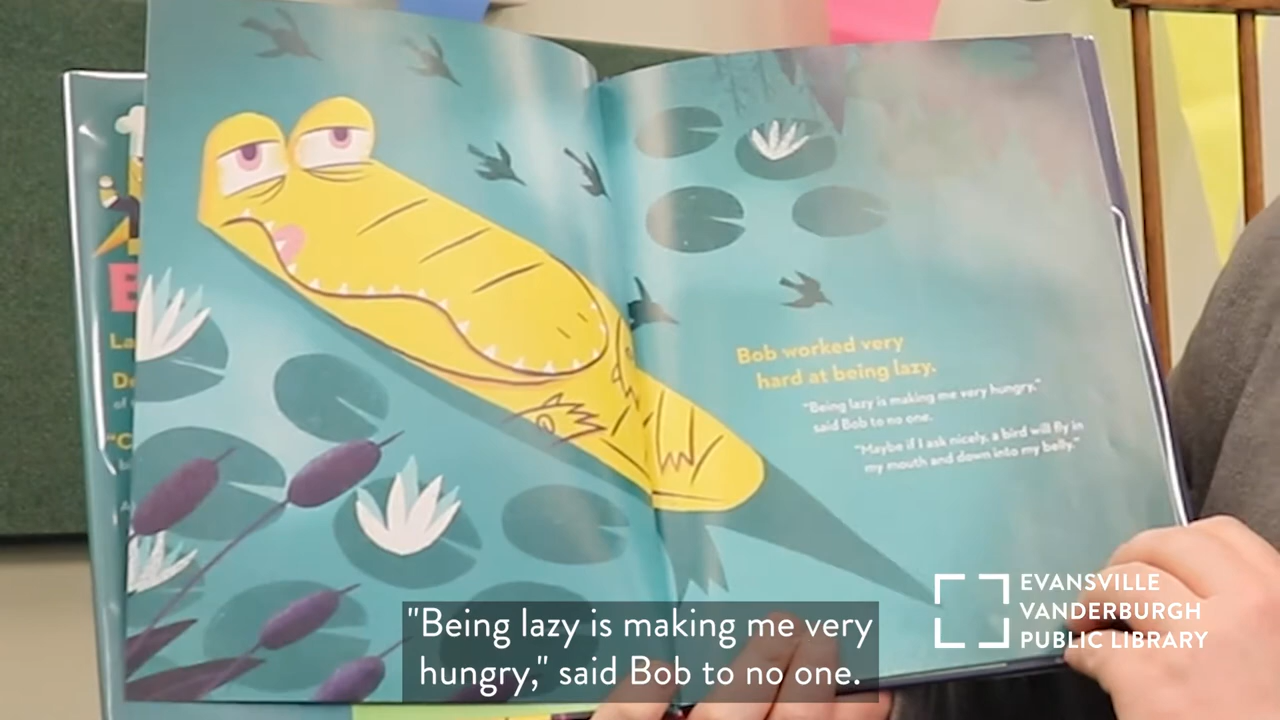 Bob worked very
hard at being lazy.
"Being lazy is making me very hungry,"
said Bob to no one.
"Maybe if I ask nicely, a bird will fly in
my mouth and down into my belly."
EVANSVILLE
VANDERBURGH
PUBLIC LIBRARY
"Being lazy is making me very
hungry," said Bob to no one.